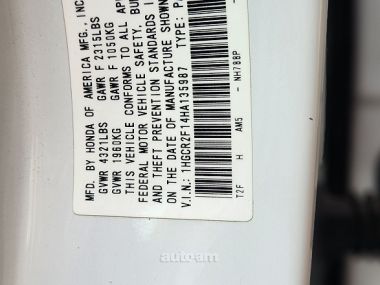 MFD. BY HONDA OF AMERICA MFG., INC.
GVWR 4321LBS GAWR F 2315LBS
GVWR 1960KG GAWR F 1050KG
THIS VEHICLE CONFORMS TO ALL AP
FEDERAL MOTOR VEHICLE SAFETY, BUM
AND THEFT PREVENTION STANDARDS I
ON THE DATE OF MANUFACTURE SHOWN
V.I.N.: 1HGCR2F14HA135987 TYPE: PA
T2F H AM5 - NH788P
autoam